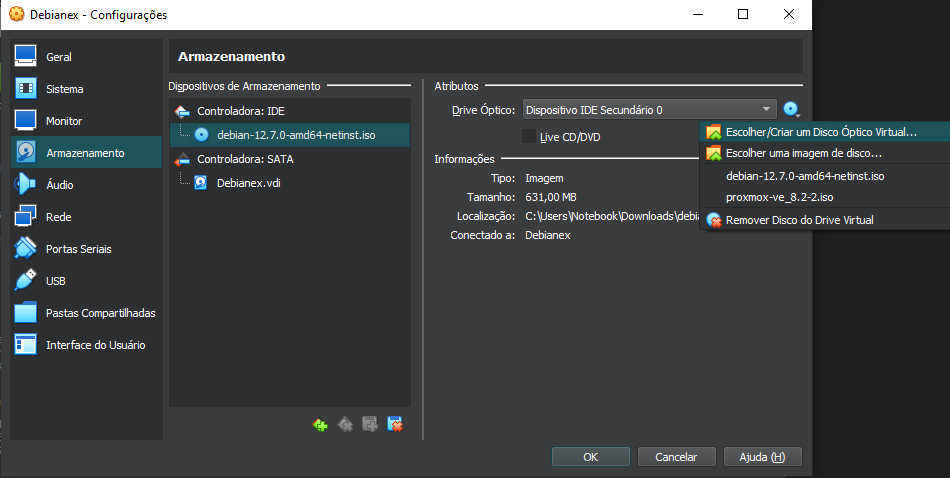 Debianex - Configurações
Geral
Sistema
Monitor
Armazenamento
Áudio
Rede
Portas Seriais
USB
Pastas Compartilhadas
Interface do Usuário
Armazenamento
Dispositivos de Armazenamento
Controladora: IDE
debian-12.7.0-amd64-netinst.iso
Controladora: SATA
Debianex.vdi
Atributos
Drive Óptico: Dispositivo IDE Secundário 0
Live CD/DVD
Informações
Tipo: Imagem
Tamanho: 631,00 MB
Localização: C:\Users\Notebook\Downloads\debia
Conectado a: Debianex
Escolher/Criar um Disco Óptico Virtual...
Escolher uma imagem de disco...
debian-12.7.0-amd64-netinst.iso
proxmox-ve_8.2-2.iso
Remover Disco do Drive Virtual
OK
Cancelar
Ajuda (H)